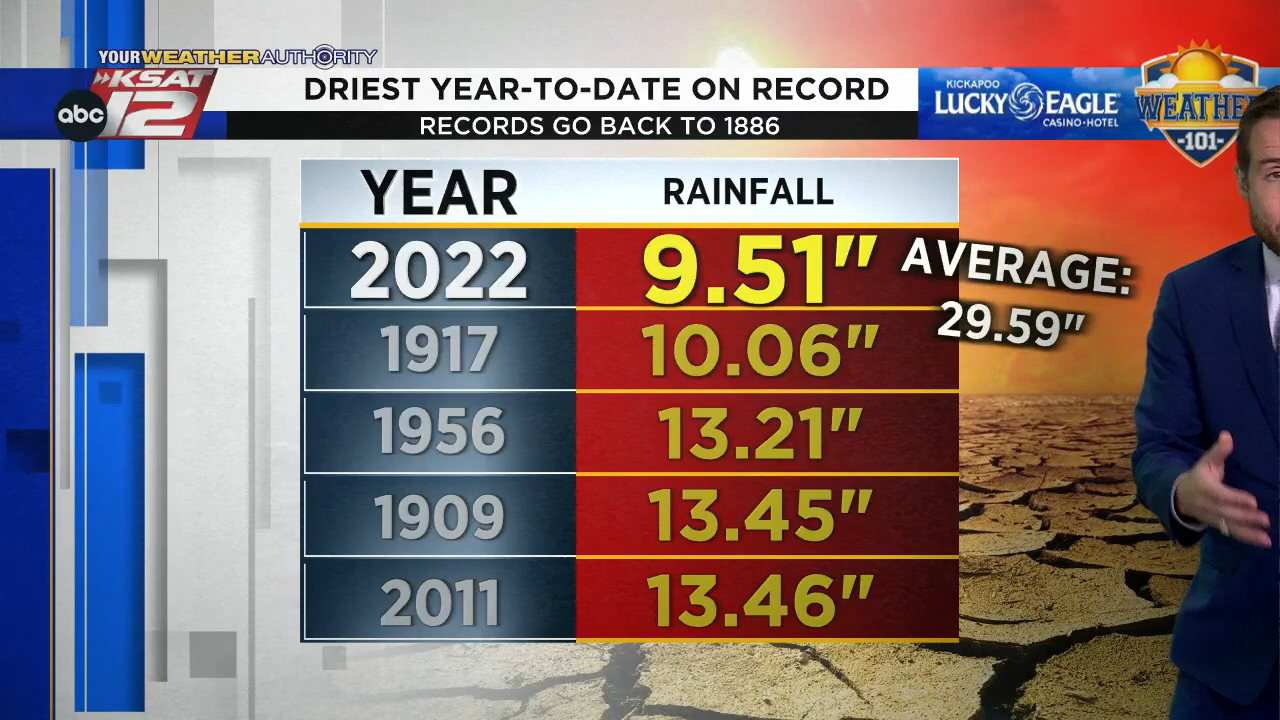 YOUR WEATHER AUTHORITY
KSAT
abc
12
DRIEST YEAR-TO-DATE ON RECORD
RECORDS GO BACK TO 1886
KICKAPOO
LUCKY EAGLE
CASINO • HOTEL
WEATHER
-101-
YEAR RAINFALL
2022 9.51"
AVERAGE:
29.59"
1917 10.06"
1956 13.21"
1909 13.45"
2011 13.46"